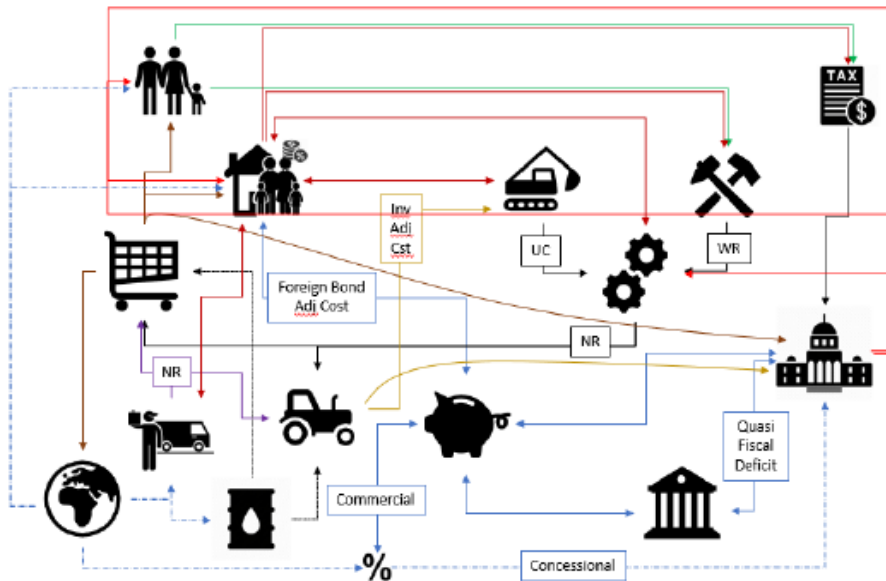 TAX
$
Inv
Adj
Cst
UC
WR
Foreign Bond
Adj Cost
NR
NR
Quasi
Fiscal
Deficit
Commercial
%
Concessional